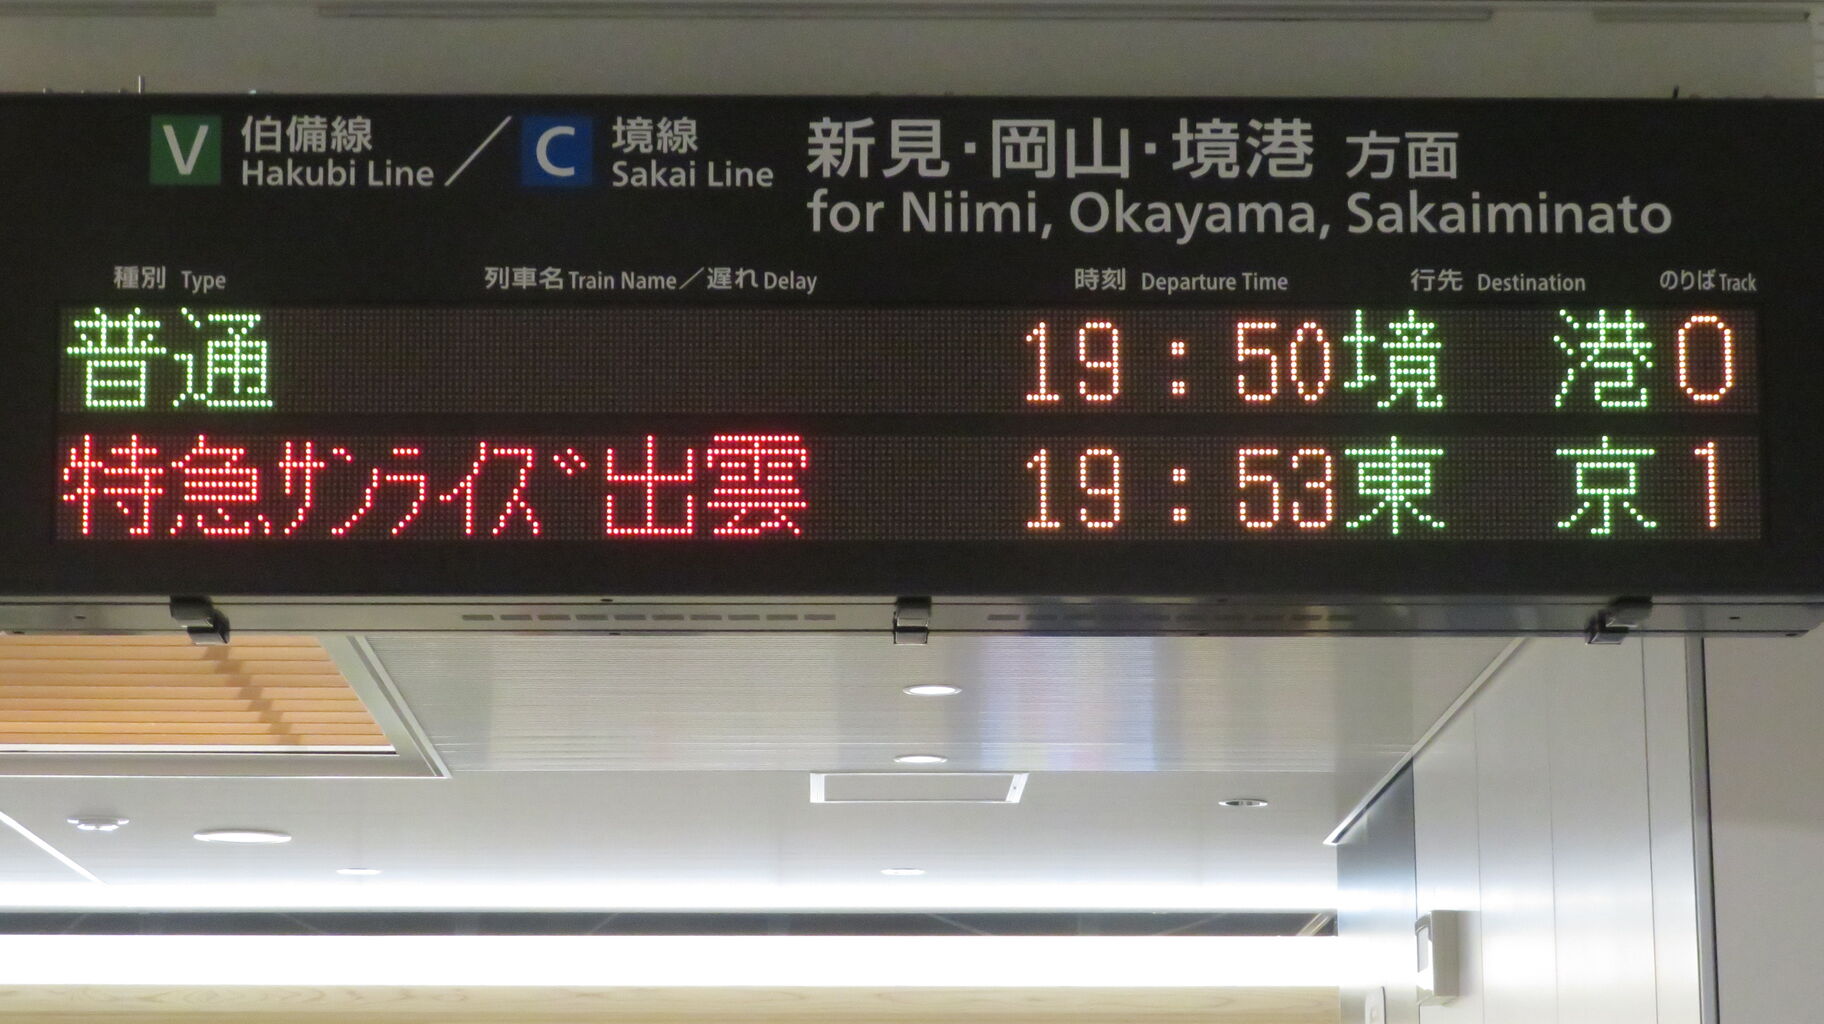 V 伯備線 Hakubi Line ／ C 境線 Sakai Line
新見・岡山・境港 方面
for Niimi, Okayama, Sakaiminato
種別 Type 列車名 Train Name／遅れ Delay 時刻 Departure Time 行先 Destination のりば Track
普通 19:50 境港 0
特急サンライズ出雲 19:53 東京 1